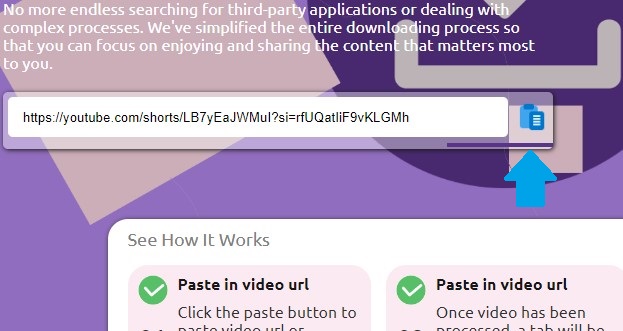 No more endless searching for third-party applications or dealing with
complex processes. We've simplified the entire downloading process so
that you can focus on enjoying and sharing the content that matters most
to you.
https://youtube.com/shorts/LB7yEaJWMuI?si=rfUQatIiF9vKLGMh
See How It Works
Paste in video url
Click the paste button to
paste video url or
Paste in video url
Once video has been
processed, a tab will be